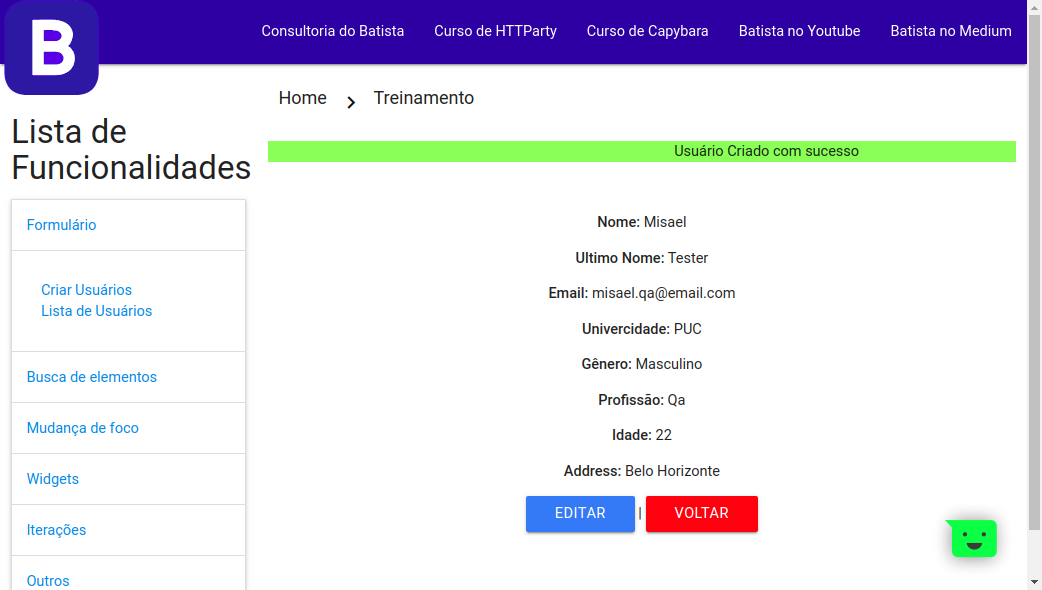 B
Consultoria do Batista Curso de HTTParty Curso de Capybara Batista no Youtube Batista no Medium
Home Treinamento
Lista de
Funcionalidades
Usuário Criado com sucesso
Formulário
Criar Usuários
Lista de Usuários
Busca de elementos
Mudança de foco
Widgets
Iterações
Outros
Nome: Misael
Ultimo Nome: Tester
Email: misael.qa@email.com
Univercidade: PUC
Gênero: Masculino
Profissão: Qa
Idade: 22
Address: Belo Horizonte
EDITAR | VOLTAR